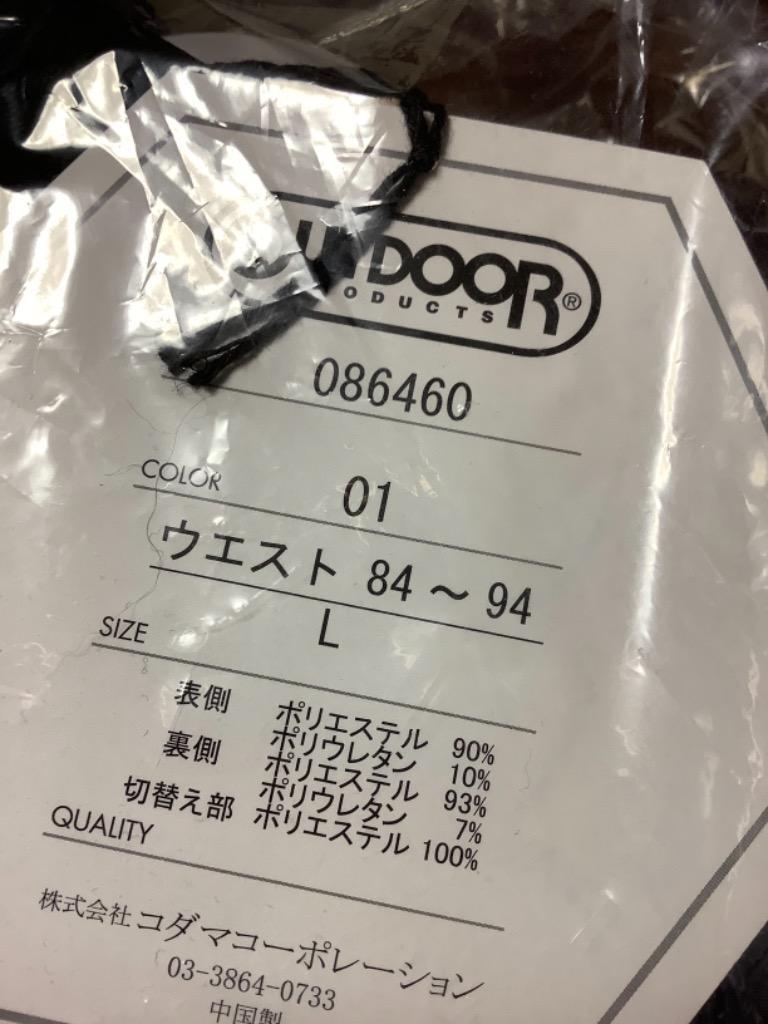 OUTDOOR®
PRODUCTS
086460
COLOR 01
ウエスト 84 ～ 94
SIZE L
表側 ポリエステル 90%
ポリウレタン 10%
裏側 ポリエステル 93%
ポリウレタン 7%
切替え部 ポリエステル 100%
QUALITY
株式会社コダマコーポレーション
03-3864-0733
中国製